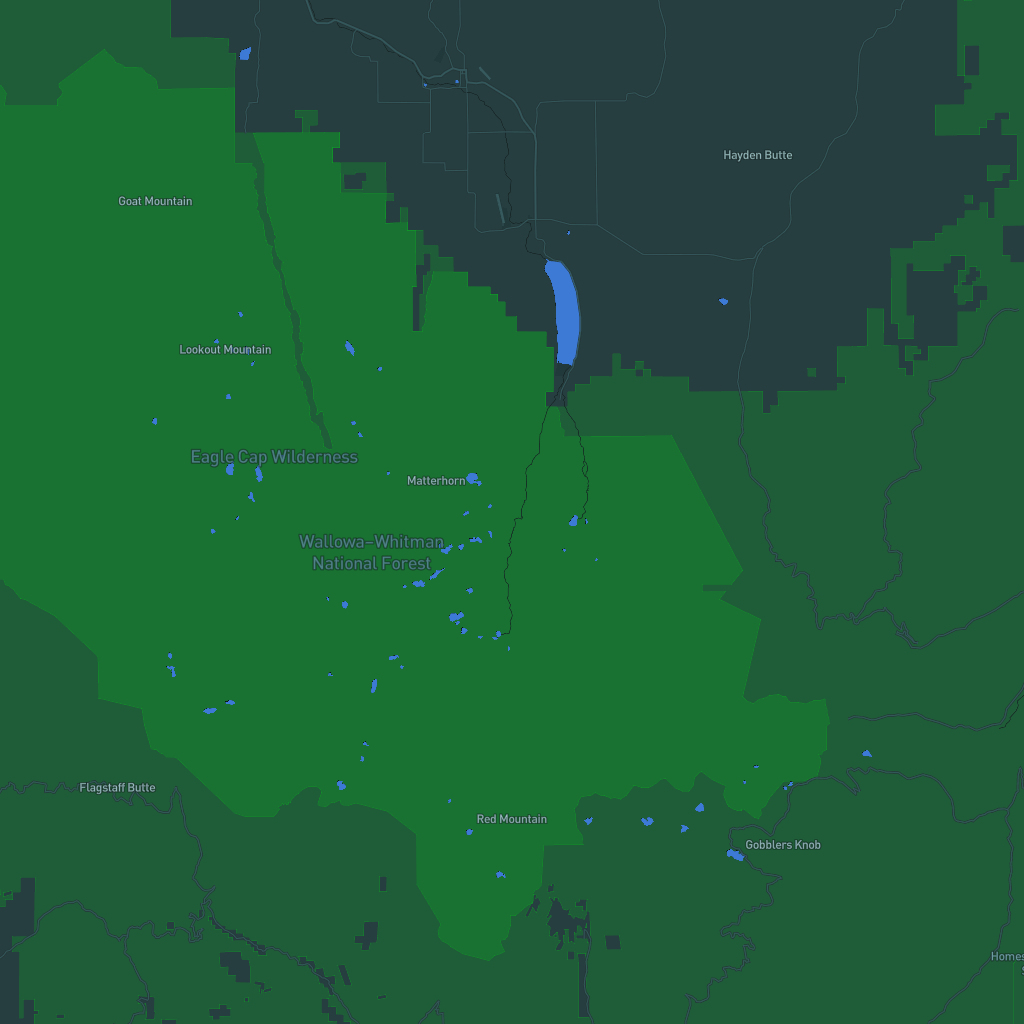 Hayden Butte
Goat Mountain
Lookout Mountain
Eagle Cap Wilderness
Matterhorn
Wallowa-Whitman
National Forest
Flagstaff Butte
Red Mountain
Gobblers Knob
Homes
S